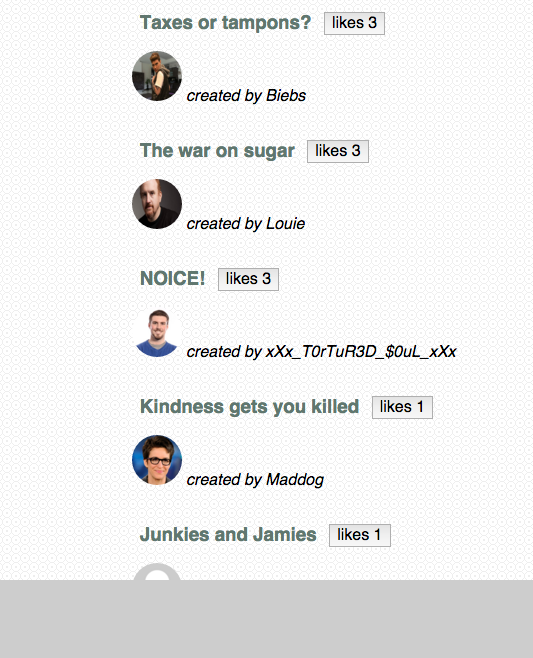 Taxes or tampons? likes 3
created by Biebs
The war on sugar likes 3
created by Louie
NOICE! likes 3
created by xXx_T0rTuR3D_$0uL_xXx
Kindness gets you killed likes 1
created by Maddog
Junkies and Jamies likes 1